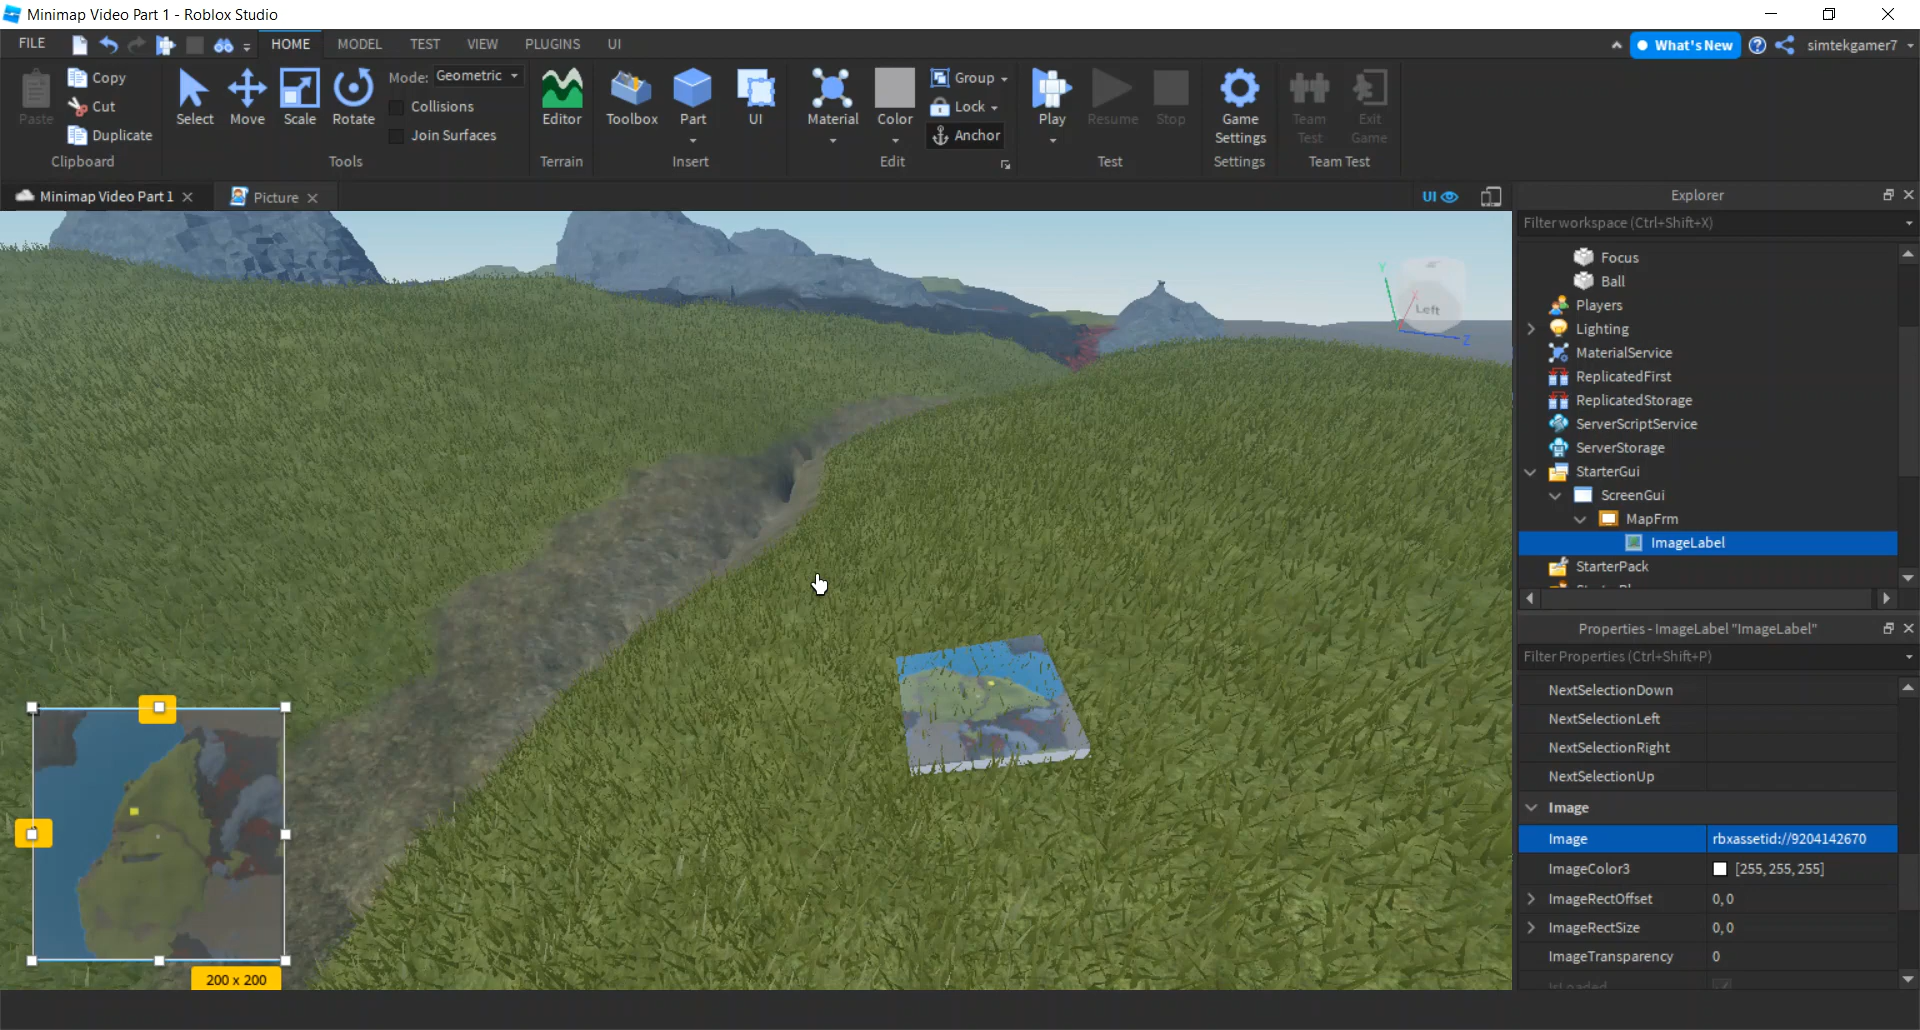 Minimap Video Part 1 - Roblox Studio
FILE
HOME
MODEL
TEST
VIEW
PLUGINS
UI
What's New
simtekgamer7
Paste
Copy
Cut
Duplicate
Clipboard
Select
Move
Scale
Rotate
Mode: Geometric
Collisions
Join Surfaces
Tools
Editor
Terrain
Toolbox
Part
UI
Insert
Material
Color
Group
Lock
Anchor
Edit
Play
Resume
Stop
Test
Game
Settings
Settings
Team
Test
Exit
Game
Team Test
Minimap Video Part 1
Picture
UI
Left
Y
X
Z
200 x 200
Explorer
Filter workspace (Ctrl+Shift+X)
Focus
Ball
Players
Lighting
MaterialService
ReplicatedFirst
ReplicatedStorage
ServerScriptService
ServerStorage
StarterGui
ScreenGui
MapFrm
ImageLabel
StarterPack
Properties - ImageLabel "ImageLabel"
Filter Properties (Ctrl+Shift+P)
NextSelectionDown
NextSelectionLeft
NextSelectionRight
NextSelectionUp
Image
Image rbxassetid://9204142670
ImageColor3 [255, 255, 255]
ImageRectOffset 0, 0
ImageRectSize 0, 0
ImageTransparency 0